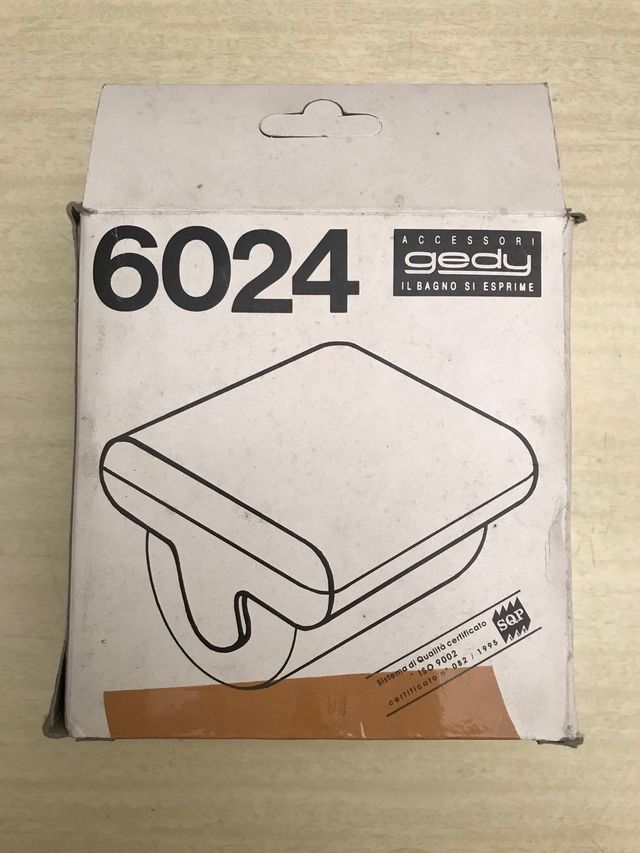 6024
ACCESSORI
gedy
IL BAGNO SI ESPRIME
Sistema di Qualità certificato
ISO 9002
certificato n° 082 / 1995
SQP